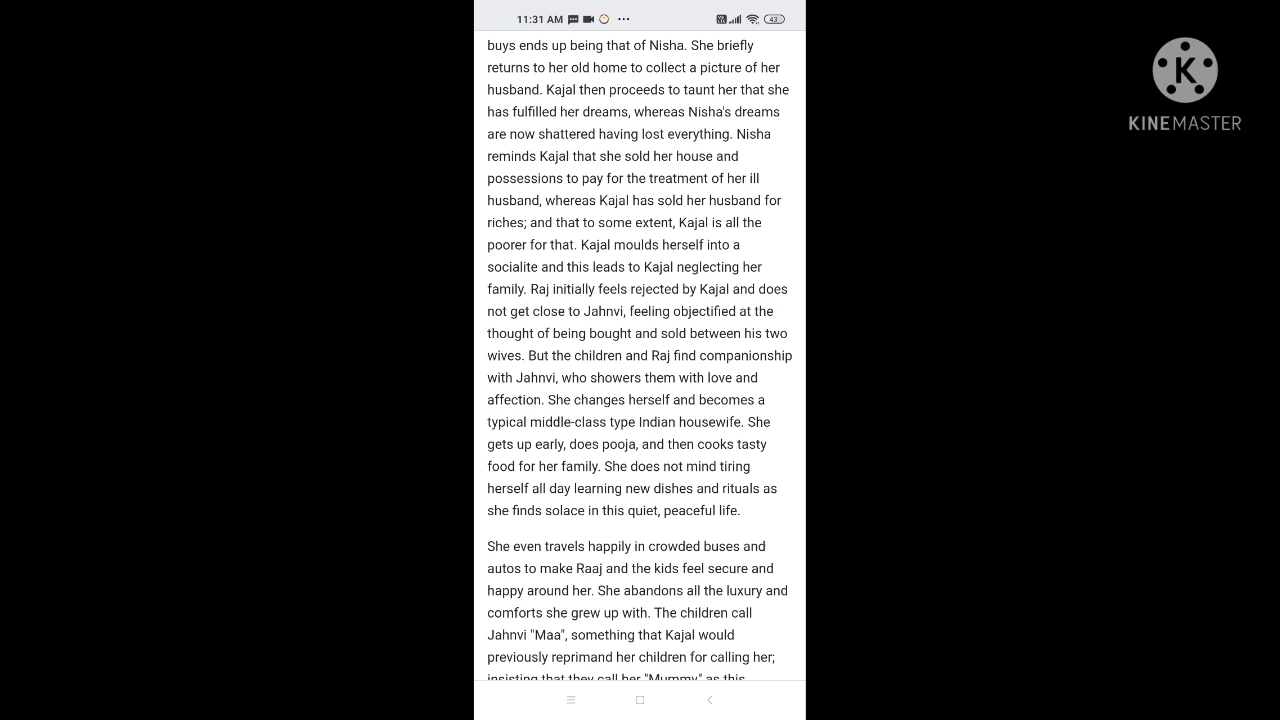 11:31 AM
43
buys ends up being that of Nisha. She briefly
returns to her old home to collect a picture of her
husband. Kajal then proceeds to taunt her that she
has fulfilled her dreams, whereas Nisha's dreams
are now shattered having lost everything. Nisha
reminds Kajal that she sold her house and
possessions to pay for the treatment of her ill
husband, whereas Kajal has sold her husband for
riches; and that to some extent, Kajal is all the
poorer for that. Kajal moulds herself into a
socialite and this leads to Kajal neglecting her
family. Raj initially feels rejected by Kajal and does
not get close to Jahnvi, feeling objectified at the
thought of being bought and sold between his two
wives. But the children and Raj find companionship
with Jahnvi, who showers them with love and
affection. She changes herself and becomes a
typical middle-class type Indian housewife. She
gets up early, does pooja, and then cooks tasty
food for her family. She does not mind tiring
herself all day learning new dishes and rituals as
she finds solace in this quiet, peaceful life.
She even travels happily in crowded buses and
autos to make Raaj and the kids feel secure and
happy around her. She abandons all the luxury and
comforts she grew up with. The children call
Jahnvi "Maa", something that Kajal would
previously reprimand her children for calling her;
insisting that they call her "Mummy" as this
K
KINEMASTER